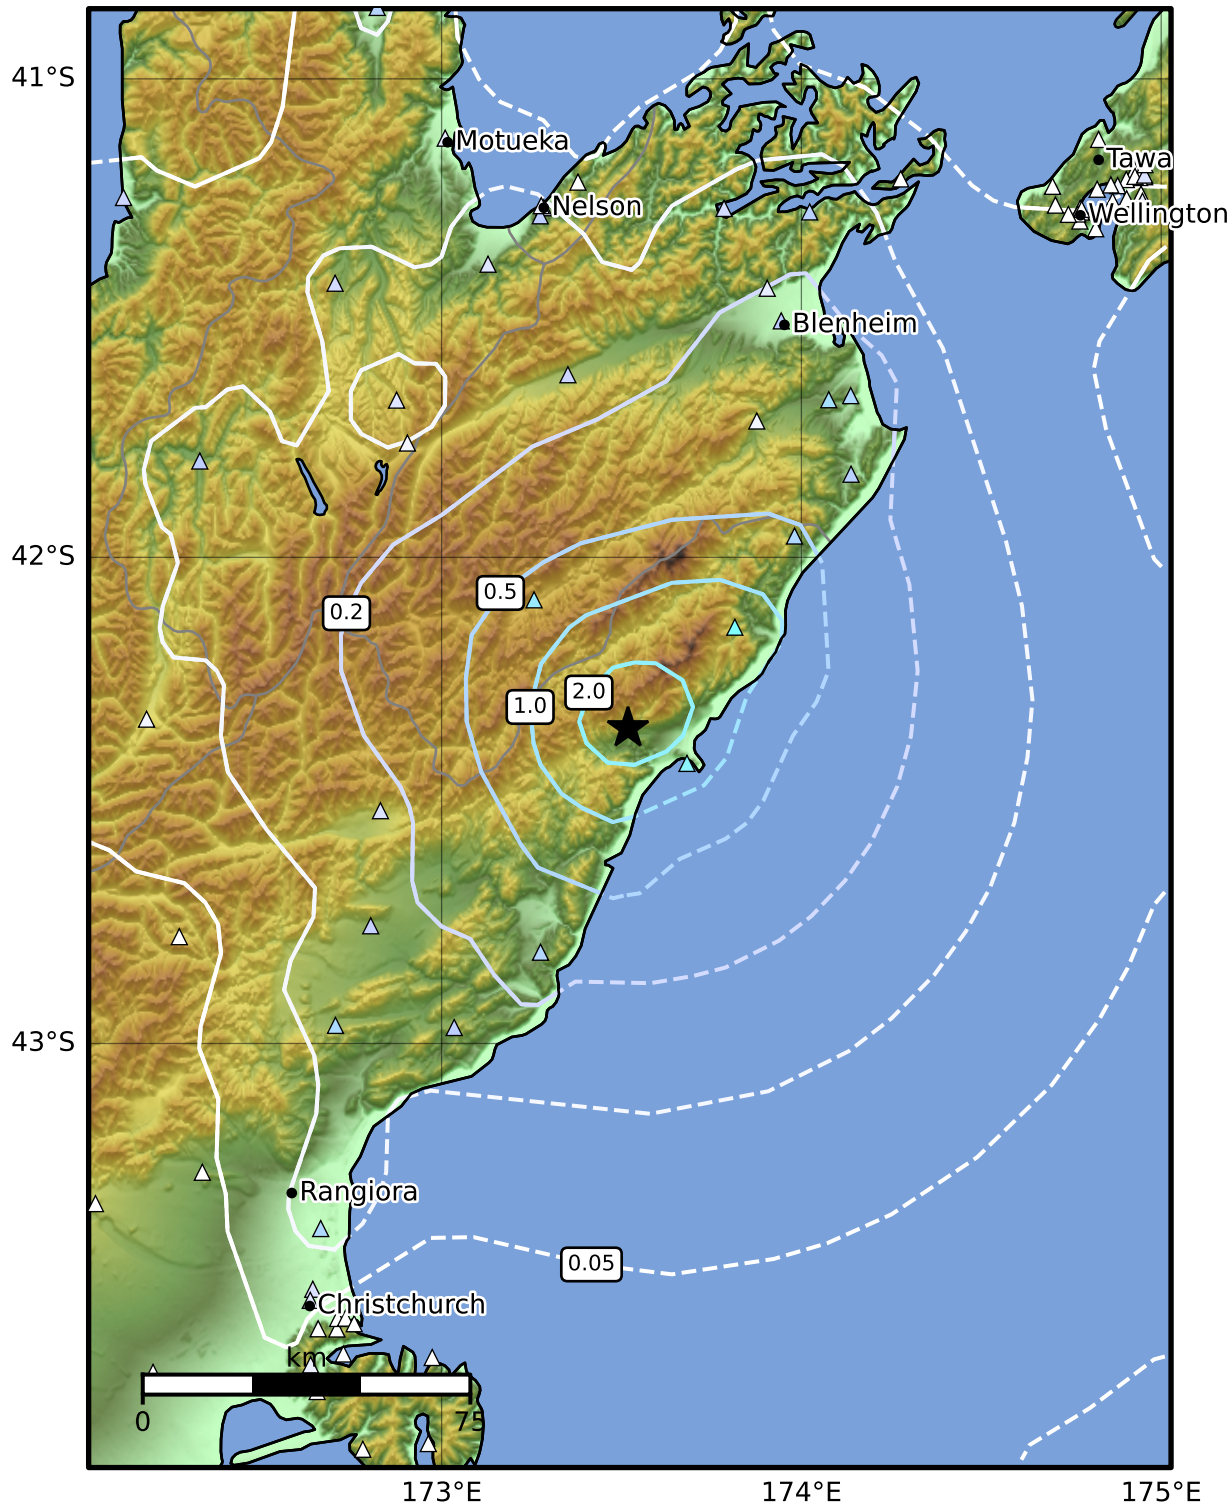 41°S
Motueka
Tawa
Nelson
Wellington
Blenheim
42°S
0.5
0.2
2.0
1.0
43°S
Rangiora
0.05
Christchurch
km
0
75
173°E
174°E
175°E